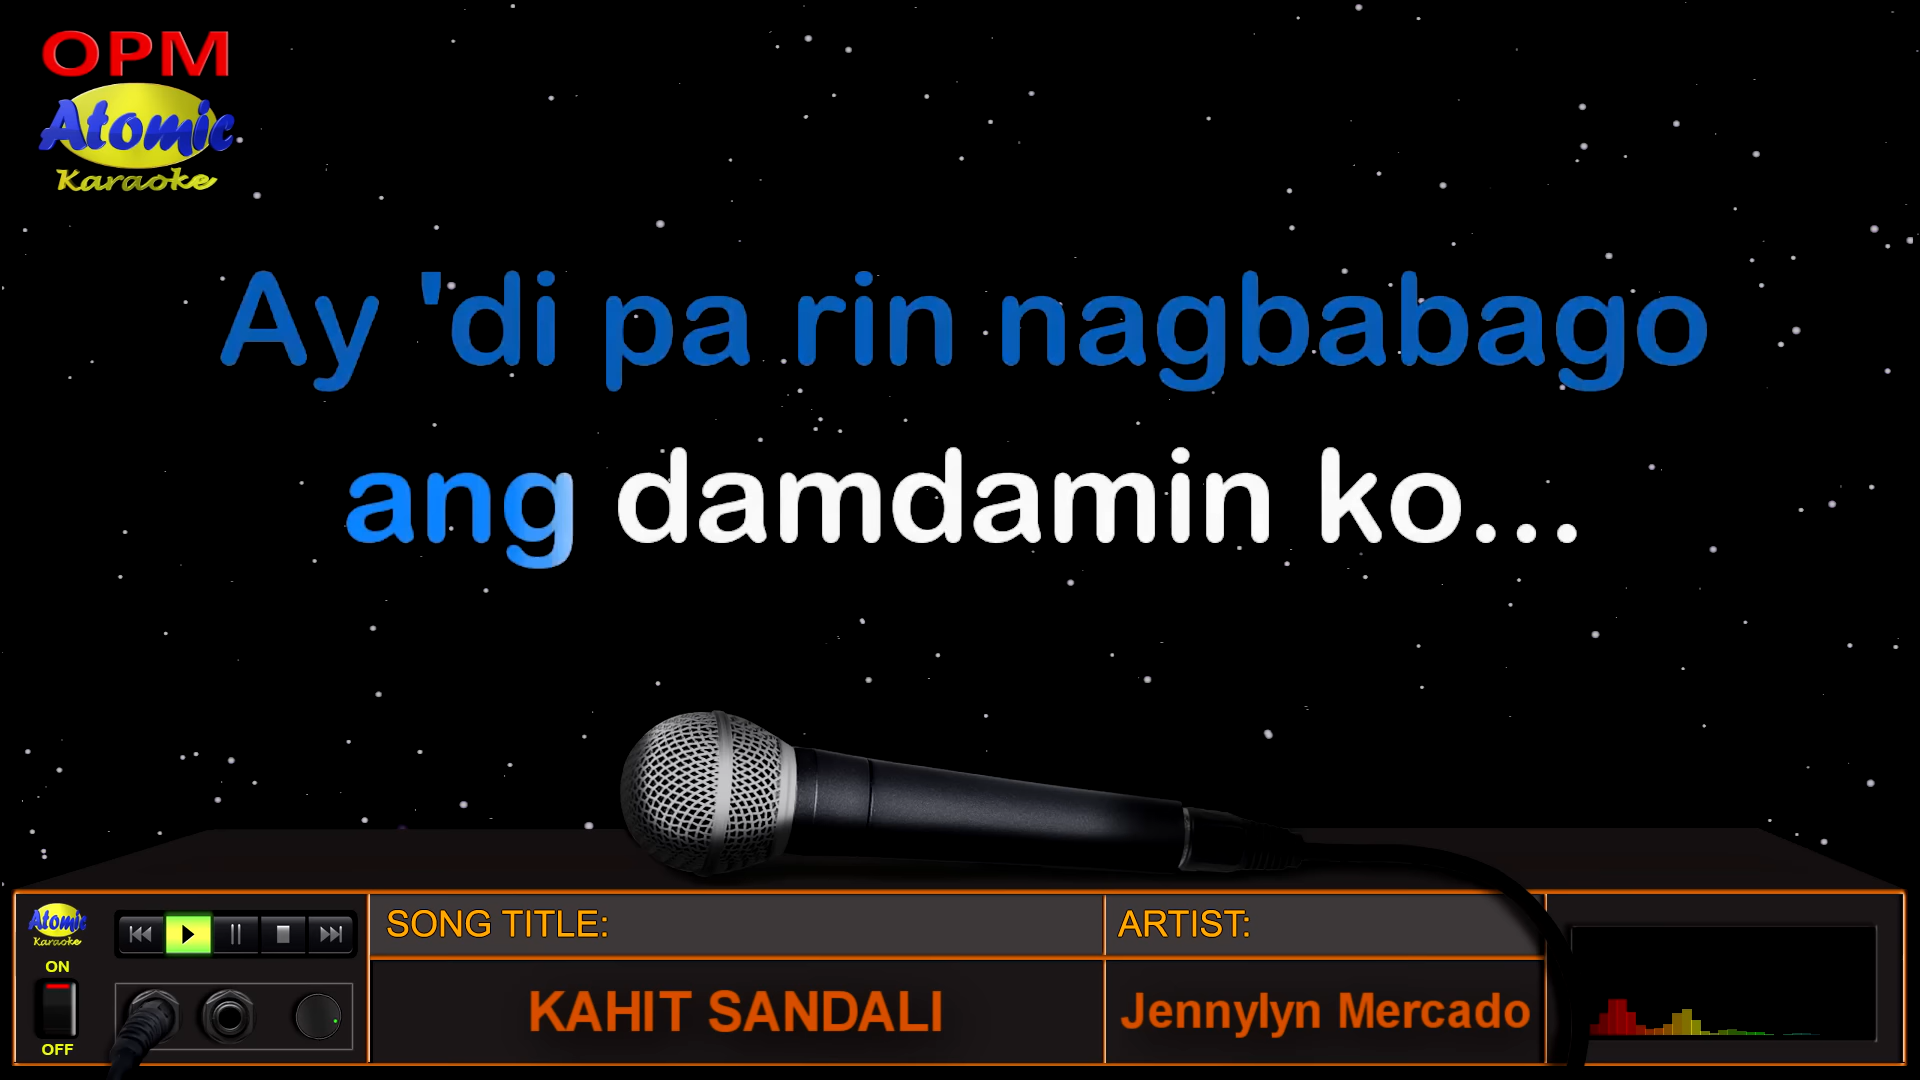 OPM
Atomic
Karaoke
Ay 'di pa rin nagbabago
ang damdamin ko...
Atomic
Karaoke
ON
OFF
SONG TITLE:
KAHIT SANDALI
ARTIST:
Jennylyn Mercado